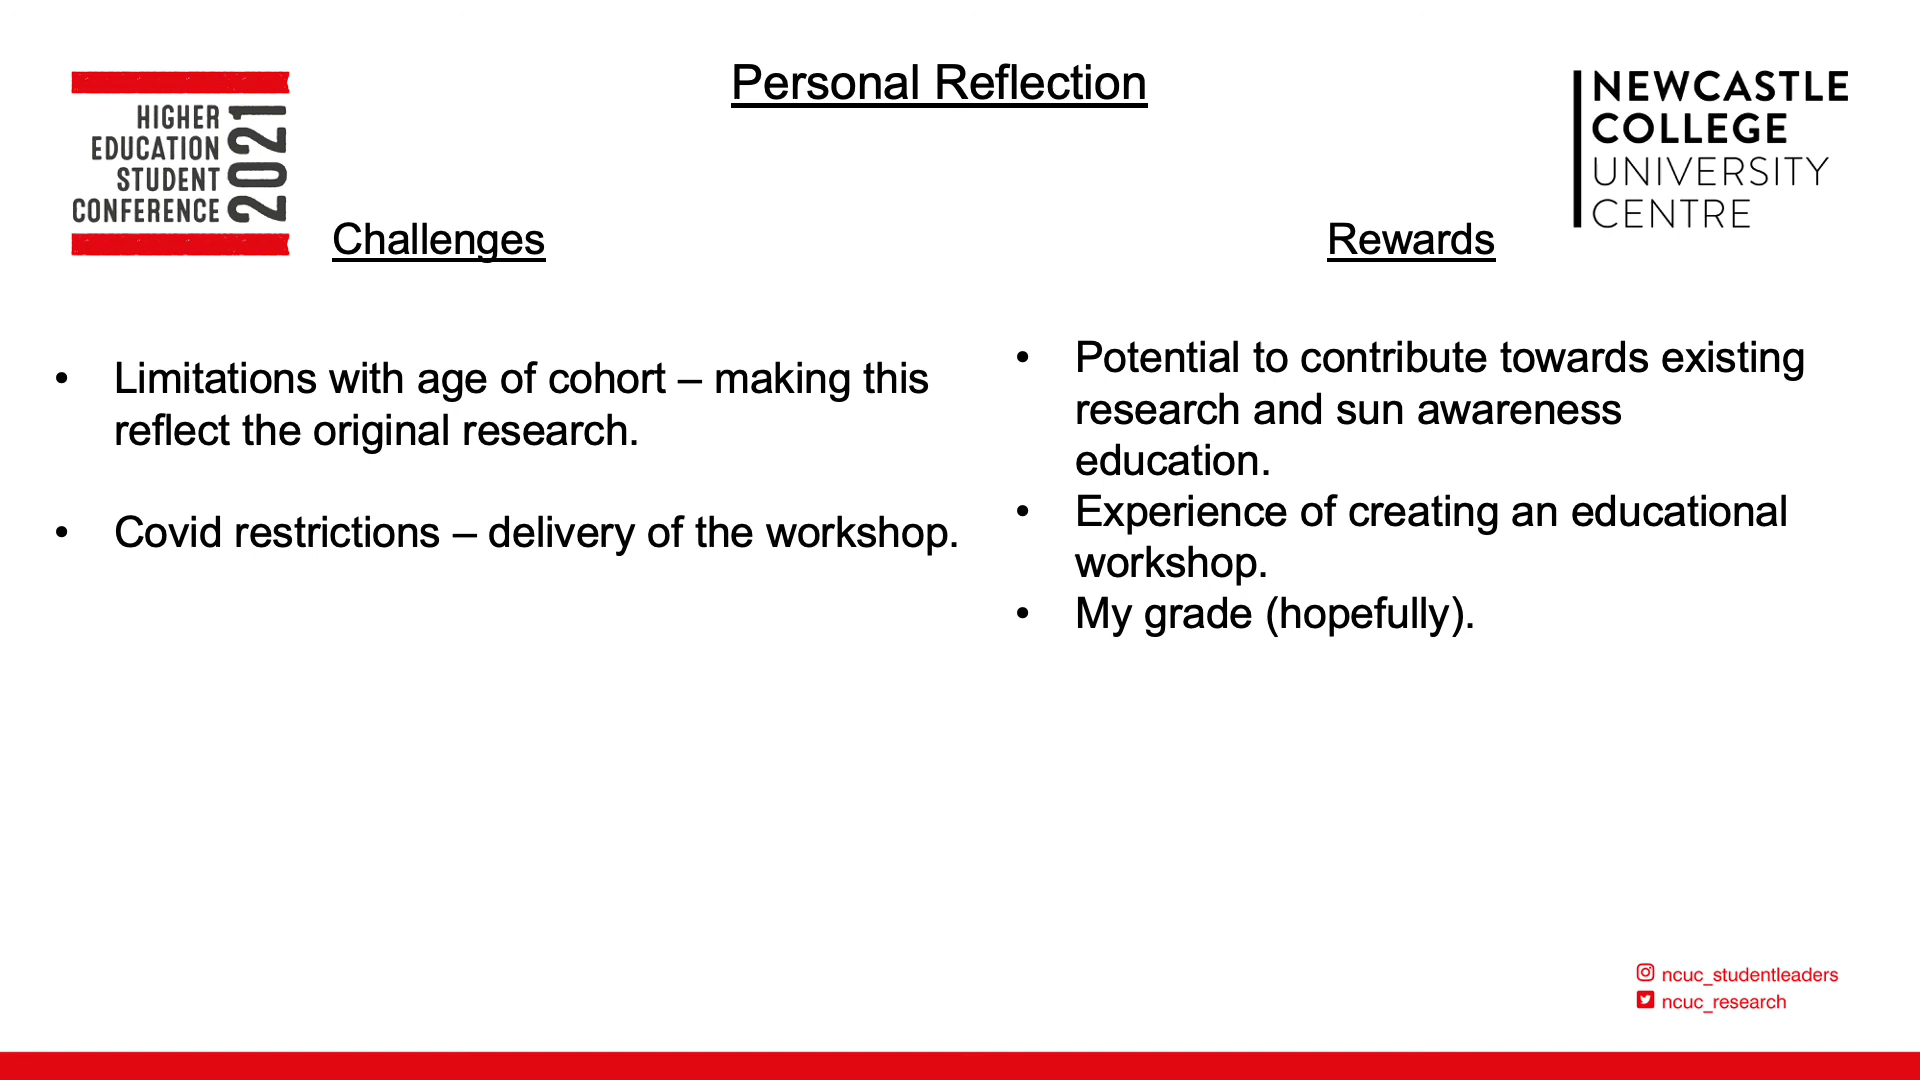 Personal Reflection
HIGHER
EDUCATION
STUDENT
CONFERENCE
2021
NEWCASTLE
COLLEGE
UNIVERSITY
CENTRE
Challenges
• Limitations with age of cohort – making this
reflect the original research.
• Covid restrictions – delivery of the workshop.
Rewards
• Potential to contribute towards existing
research and sun awareness
education.
• Experience of creating an educational
workshop.
• My grade (hopefully).
ncuc_studentleaders
ncuc_research